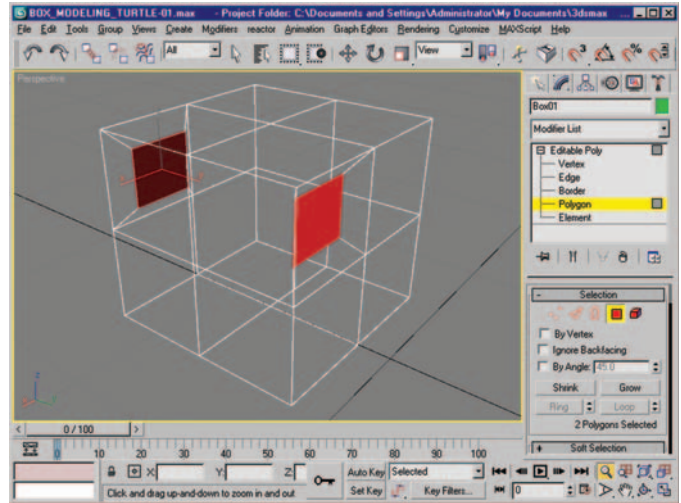 BOX_MODELING_TURTLE-01.max - Project Folder: C:\Documents and Settings\Administrator\My Documents\3dsmax
File Edit Tools Group Views Create Modifiers reactor Animation Graph Editors Rendering Customize MAXScript Help
All View
Perspective
Box01
Modifier List
Editable Poly
Vertex
Edge
Border
Polygon
Element
- Selection
By Vertex
Ignore Backfacing
By Angle: 45.0
Shrink Grow
Ring Loop
2 Polygons Selected
+ Soft Selection
z
< 0 / 100 >
0 10 20 30 40 50 60 70 80 90 100
X: Y: Z: Auto Key Selected
Click and drag up-and-down to zoom in and out Set Key Key Filters... 0